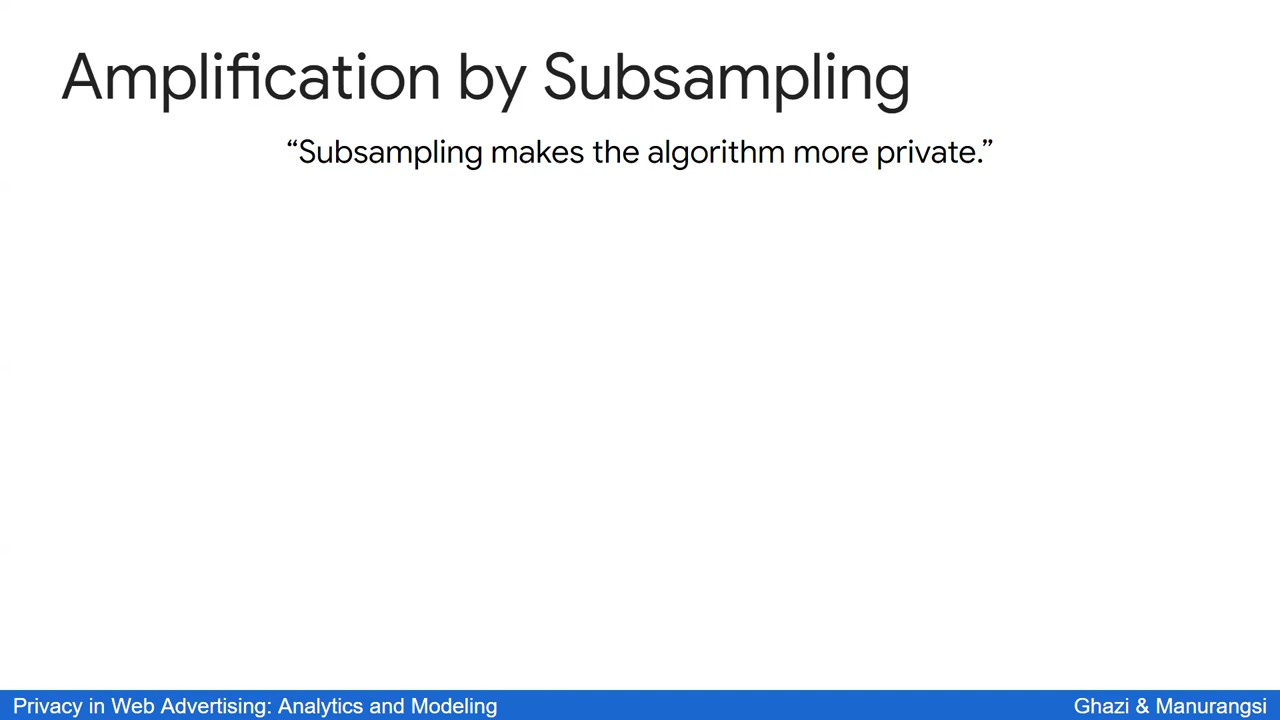 Amplification by Subsampling
“Subsampling makes the algorithm more private.”
Privacy in Web Advertising: Analytics and Modeling
Ghazi & Manurangsi